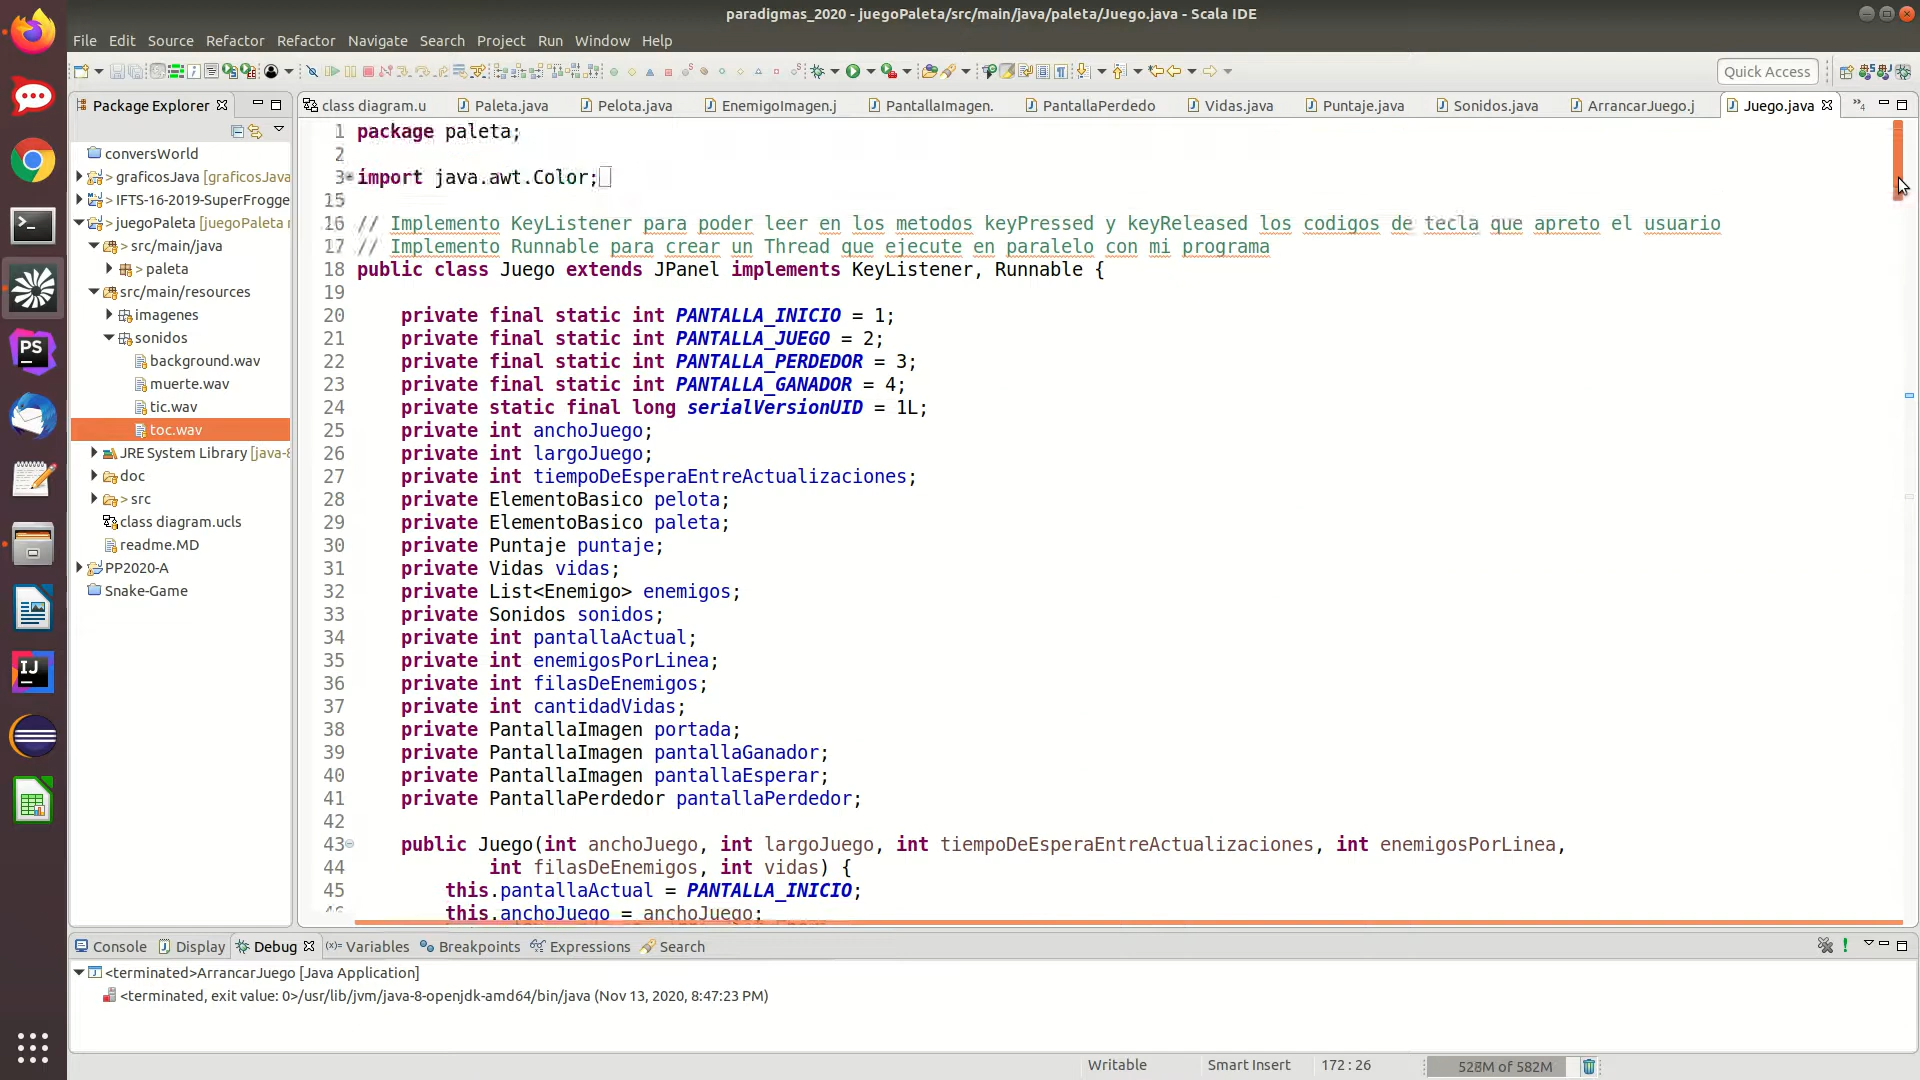 paradigmas_2020 - juegoPaleta/src/main/java/paleta/Juego.java - Scala IDE
File Edit Source Refactor Refactor Navigate Search Project Run Window Help
Quick Access
Package Explorer
class diagram.u Paleta.java Pelota.java EnemigoImagen.j PantallaImagen. PantallaPerdedo Vidas.java Puntaje.java Sonidos.java ArrancarJuego.j Juego.java 4
conversWorld
> graficosJava [graficosJava
> IFTS-16-2019-SuperFrogge
> juegoPaleta [juegoPaleta r
> src/main/java
> paleta
src/main/resources
imagenes
sonidos
background.wav
muerte.wav
tic.wav
toc.wav
JRE System Library [java-8
doc
> src
class diagram.ucls
readme.MD
PP2020-A
Snake-Game
1 package paleta;
2
3 import java.awt.Color;
15
16 // Implemento KeyListener para poder leer en los metodos keyPressed y keyReleased los codigos de tecla que apreto el usuario
17 // Implemento Runnable para crear un Thread que ejecute en paralelo con mi programa
18 public class Juego extends JPanel implements KeyListener, Runnable {
19
20 private final static int PANTALLA_INICIO = 1;
21 private final static int PANTALLA_JUEGO = 2;
22 private final static int PANTALLA_PERDEDOR = 3;
23 private final static int PANTALLA_GANADOR = 4;
24 private static final long serialVersionUID = 1L;
25 private int anchoJuego;
26 private int largoJuego;
27 private int tiempoDeEsperaEntreActualizaciones;
28 private ElementoBasico pelota;
29 private ElementoBasico paleta;
30 private Puntaje puntaje;
31 private Vidas vidas;
32 private List<Enemigo> enemigos;
33 private Sonidos sonidos;
34 private int pantallaActual;
35 private int enemigosPorLinea;
36 private int filasDeEnemigos;
37 private int cantidadVidas;
38 private PantallaImagen portada;
39 private PantallaImagen pantallaGanador;
40 private PantallaImagen pantallaEsperar;
41 private PantallaPerdedor pantallaPerdedor;
42
43 public Juego(int anchoJuego, int largoJuego, int tiempoDeEsperaEntreActualizaciones, int enemigosPorLinea,
44 int filasDeEnemigos, int vidas) {
45 this.pantallaActual = PANTALLA_INICIO;
46 this.anchoJuego = anchoJuego;
Console Display Debug Variables Breakpoints Expressions Search
<terminated>ArrancarJuego [Java Application]
<terminated, exit value: 0>/usr/lib/jvm/java-8-openjdk-amd64/bin/java (Nov 13, 2020, 8:47:23 PM)
Writable Smart Insert 172 : 26 528M of 582M
PS
IJ